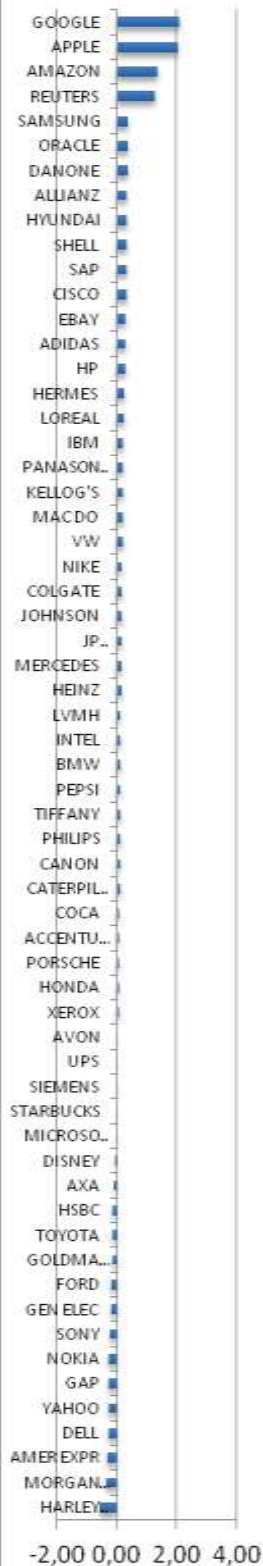 GOOGLE
APPLE
AMAZON
REUTERS
SAMSUNG
ORACLE
DANONE
ALLIANZ
HYUNDAI
SHELL
SAP
CISCO
EBAY
ADIDAS
HP
HERMES
LOREAL
IBM
PANASON..
KELLOG'S
MAC DO
VW
NIKE
COLGATE
JOHNSON
JP..
MERCEDES
HEINZ
LVMH
INTEL
BMW
PEPSI
TIFFANY
PHILIPS
CANON
CATERPIL..
COCA
ACCENTU...
PORSCHE
HONDA
XEROX
AVON
UPS
SIEMENS
STARBUCKS
MICROSO..
DISNEY
AXA
HSBC
TOYOTA
GOLDMA...
FORD
GEN ELEC
SONY
NOKIA
GAP
YAHOO
DELL
AMER EXPR
MORGAN..
HARLEY..
-2,00 0,00 2,00 4,00